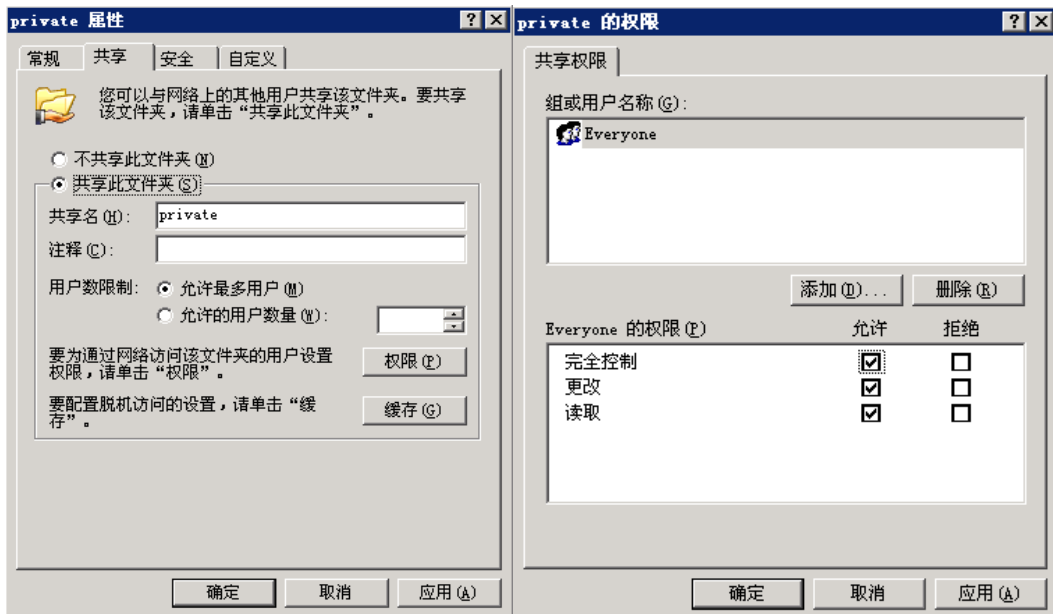 private 属性
常规 共享 安全 自定义
您可以与网络上的其他用户共享该文件夹。要共享
该文件夹，请单击“共享此文件夹”。
不共享此文件夹(N)
共享此文件夹(S)
共享名(H): private
注释(C):
用户数限制: 允许最多用户(M)
允许的用户数量(W):
要为通过网络访问该文件夹的用户设置
权限，请单击“权限”。
权限(P)
要配置脱机访问的设置，请单击“缓
存”。
缓存(G)
确定 取消 应用(A)
private 的权限
共享权限
组或用户名称(G):
Everyone
添加(D)... 删除(R)
Everyone 的权限(P) 允许 拒绝
完全控制
更改
读取
确定 取消 应用(A)